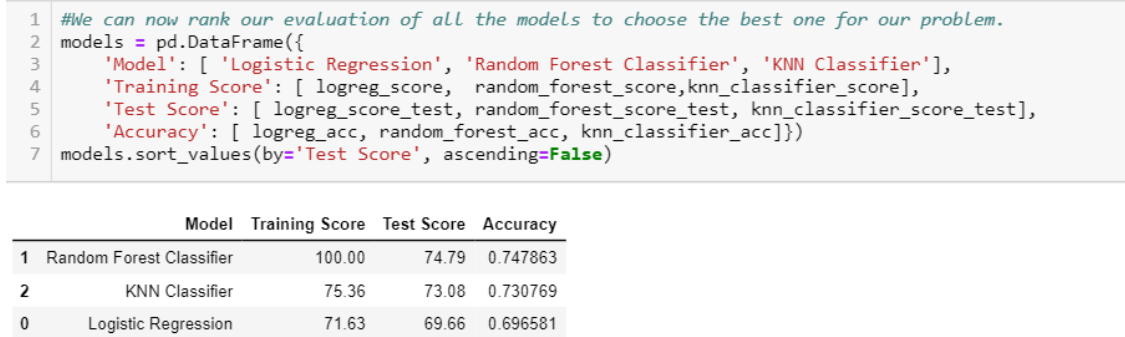 1 #We can now rank our evaluation of all the models to choose the best one for our problem.
2 models = pd.DataFrame({
3     'Model': [ 'Logistic Regression', 'Random Forest Classifier', 'KNN Classifier'],
4     'Training Score': [ logreg_score,  random_forest_score,knn_classifier_score],
5     'Test Score': [ logreg_score_test, random_forest_score_test, knn_classifier_score_test],
6     'Accuracy': [ logreg_acc, random_forest_acc, knn_classifier_acc]})
7 models.sort_values(by='Test Score', ascending=False)
Model Training Score Test Score Accuracy
1 Random Forest Classifier 100.00 74.79 0.747863
2 KNN Classifier 75.36 73.08 0.730769
0 Logistic Regression 71.63 69.66 0.696581